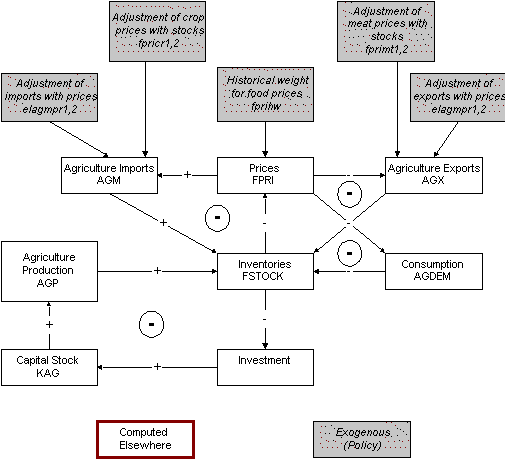 Adjustment of crop
prices with stocks
fpricr1,2
Adjustment of
meat prices with
stocks
fprimt1,2
Adjustment of
imports with prices
elagmpr1,2
Historical weight
for food prices
fprihw
Adjustment of
exports with prices
elagmpr1,2
Agriculture Imports
AGM
+
Prices
FPRI
-
Agriculture Exports
AGX
-
+
-
-
-
-
-
Agriculture
Production
AGP
+
Inventories
FSTOCK
-
Consumption
AGDEM
+
-
-
Capital Stock
KAG
+
Investment
Computed
Elsewhere
Exogenous
(Policy)